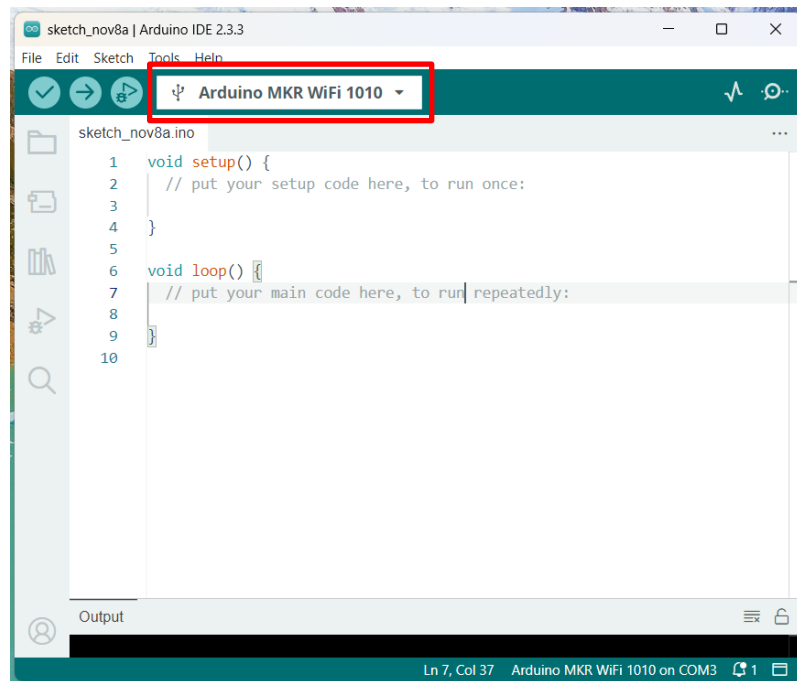 sketch_nov8a | Arduino IDE 2.3.3
File Edit Sketch Tools Help
Arduino MKR WiFi 1010
sketch_nov8a.ino
1 void setup() {
2 // put your setup code here, to run once:
3
4 }
5
6 void loop() {
7 // put your main code here, to run repeatedly:
8
9 }
10
Output
Ln 7, Col 37 Arduino MKR WiFi 1010 on COM3 1